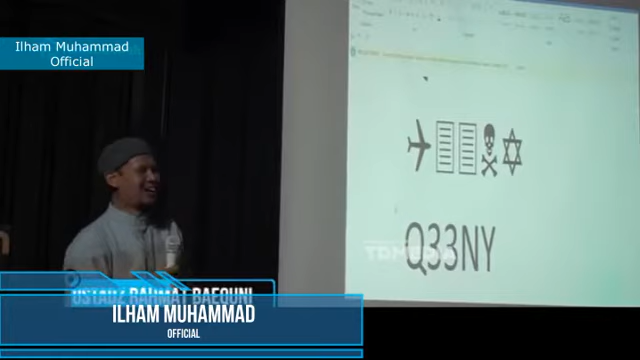 Ilham Muhammad
Official
Q33NY
USTADZ RAHMAT BAEQUNI
ILHAM MUHAMMAD
OFFICIAL